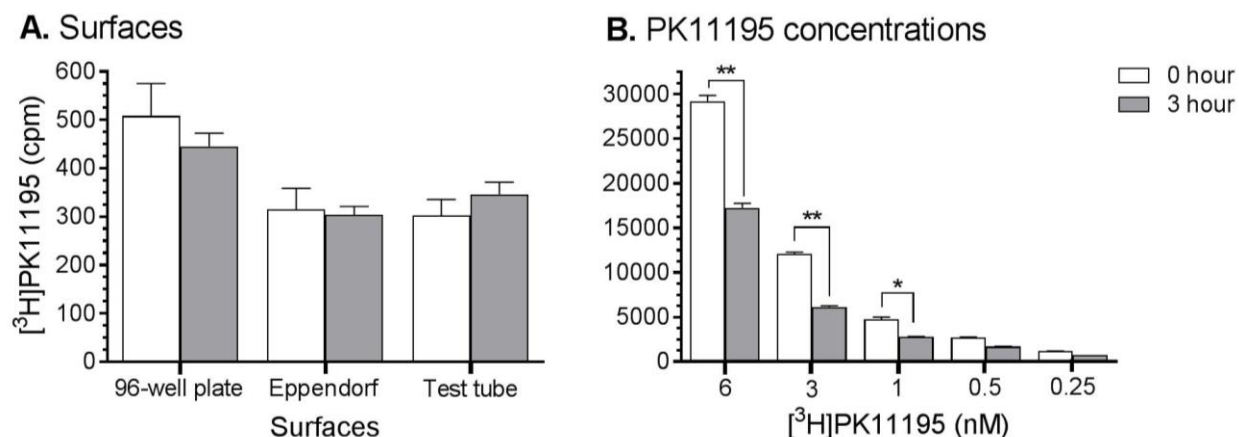 A. Surfaces
[³H]PK11195 (cpm)
600
500
400
300
200
100
0
96-well plate Eppendorf Test tube
Surfaces
B. PK11195 concentrations
30000
25000
20000
15000
10000
5000
0
**
**
*
6 3 1 0.5 0.25
[³H]PK11195 (nM)
0 hour
3 hour